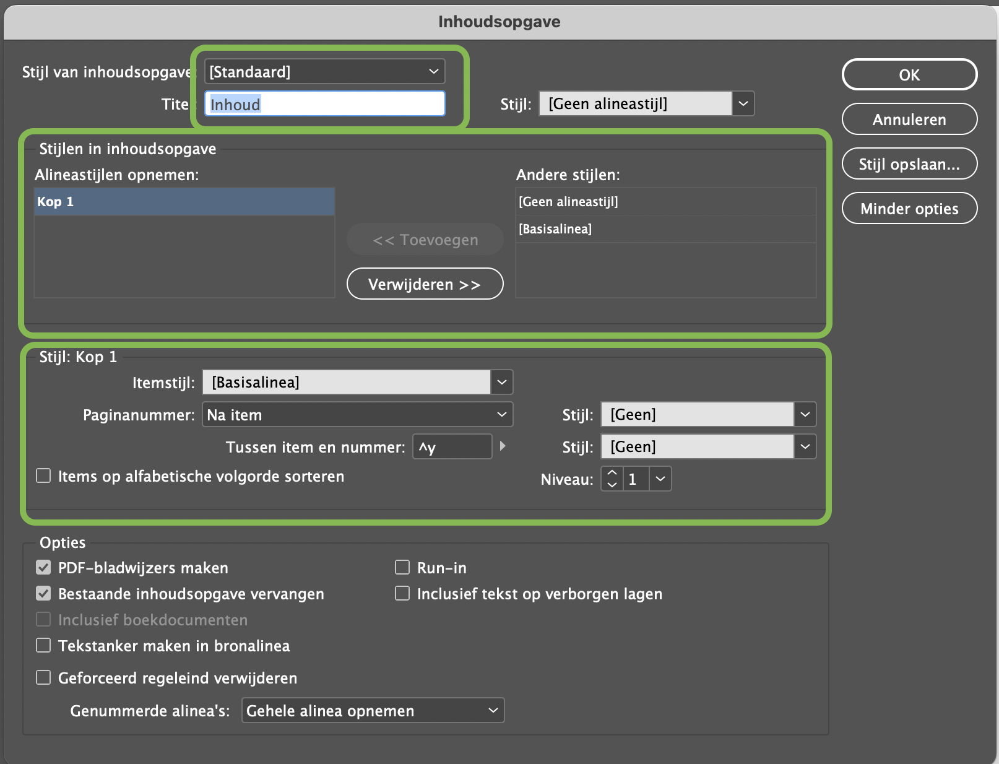 Inhoudsopgave
Stijl van inhoudsopgave: [Standaard]
Titel: Inhoud Stijl: [Geen alineastijl]
OK
Annuleren
Stijl opslaan...
Minder opties
Stijlen in inhoudsopgave
Alineastijlen opnemen: Andere stijlen:
Kop 1 [Geen alineastijl]
[Basisalinea]
<< Toevoegen
Verwijderen >>
Stijl: Kop 1
Itemstijl: [Basisalinea]
Paginanummer: Na item Stijl: [Geen]
Tussen item en nummer: ^y Stijl: [Geen]
Items op alfabetische volgorde sorteren Niveau: 1
Opties
PDF-bladwijzers maken Run-in
Bestaande inhoudsopgave vervangen Inclusief tekst op verborgen lagen
Inclusief boekdocumenten
Tekstanker maken in bronalinea
Geforceerd regeleind verwijderen
Genummerde alinea's: Gehele alinea opnemen